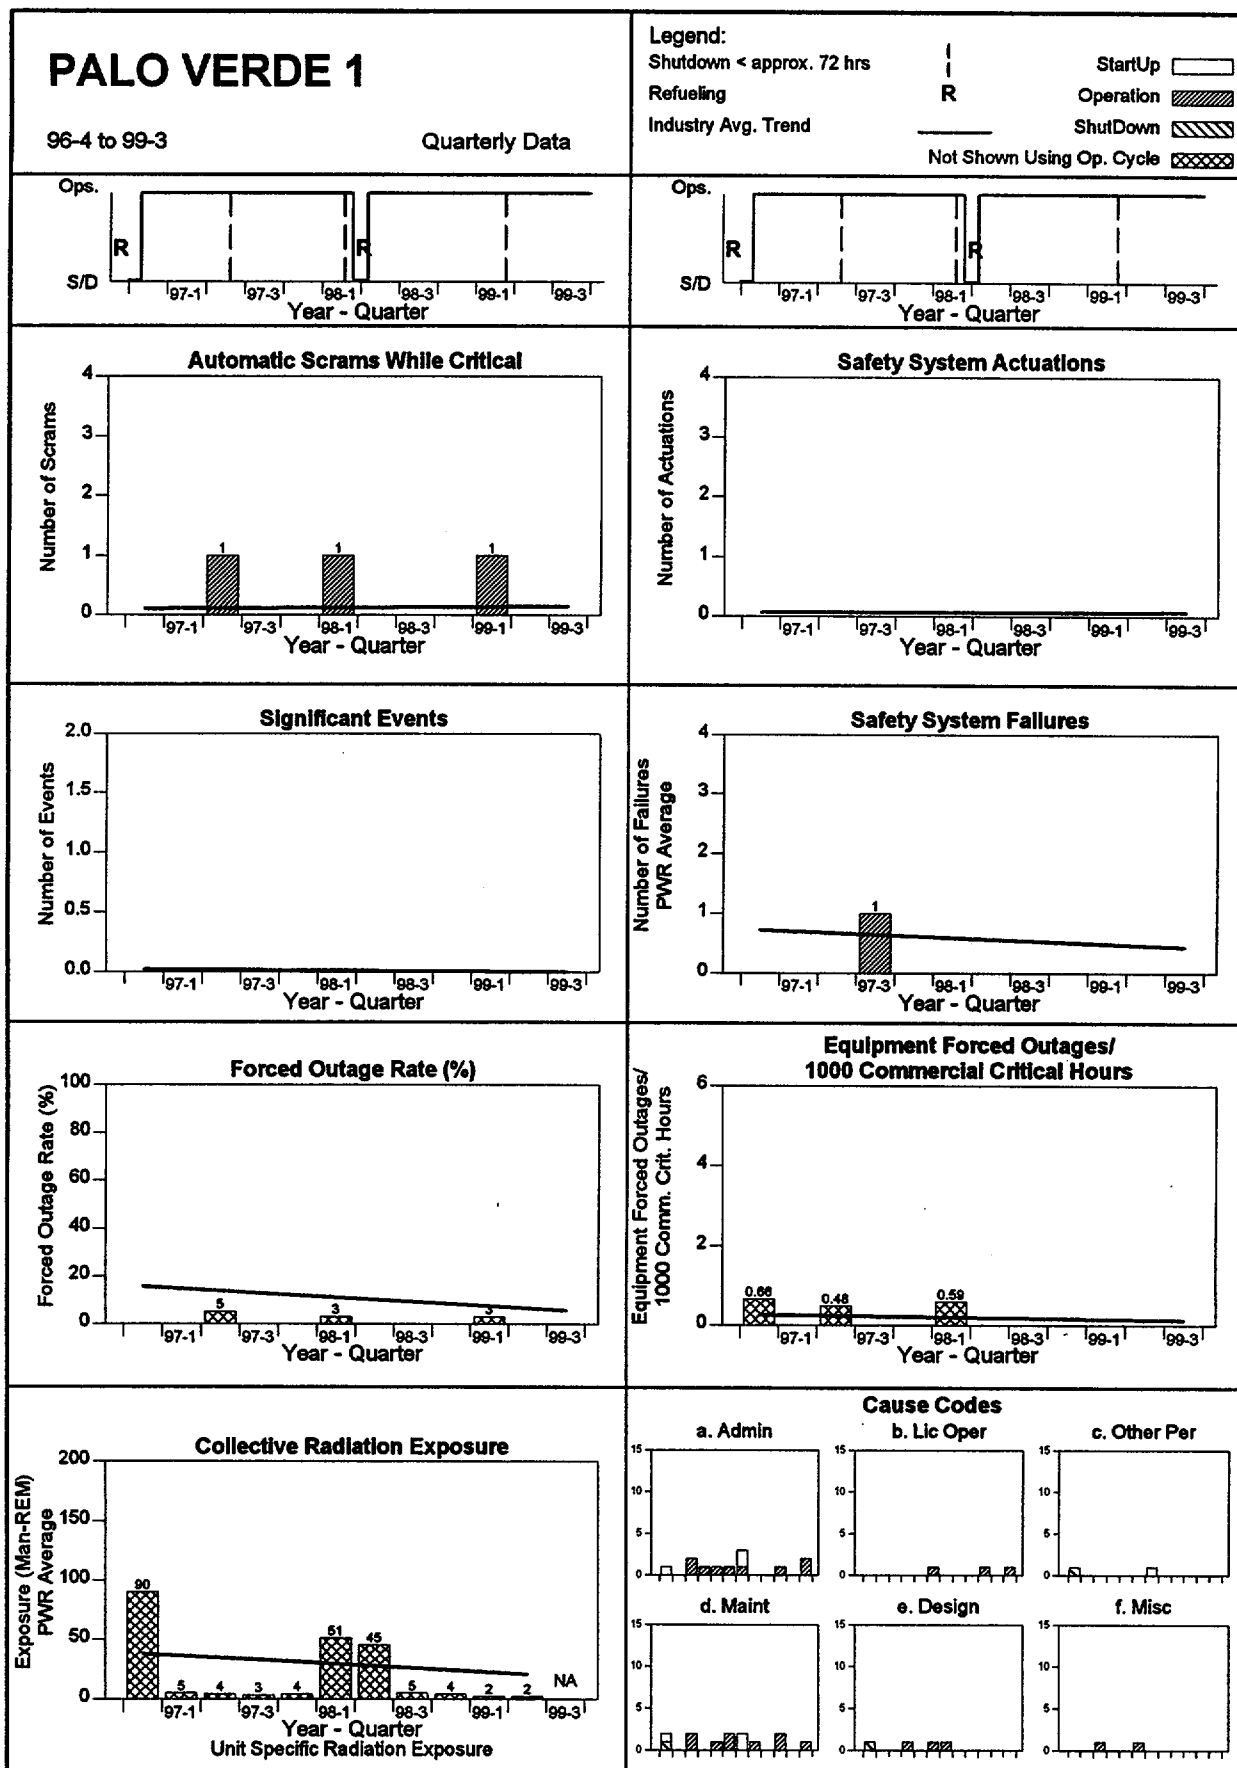 PALO VERDE 1
96-4 to 99-3 Quarterly Data
Legend:
Shutdown < approx. 72 hrs
Refueling R
Industry Avg. Trend
StartUp
Operation
ShutDown
Not Shown Using Op. Cycle
Ops.
R R
S/D
97-1 97-3 98-1 98-3 99-1 99-3
Year - Quarter
Ops.
R R
S/D
97-1 97-3 98-1 98-3 99-1 99-3
Year - Quarter
Automatic Scrams While Critical
Number of Scrams
4
3
2
1
0
1 1 1
97-1 97-3 98-1 98-3 99-1 99-3
Year - Quarter
Safety System Actuations
Number of Actuations
4
3
2
1
0
97-1 97-3 98-1 98-3 99-1 99-3
Year - Quarter
Significant Events
Number of Events
2.0
1.5
1.0
0.5
0.0
97-1 97-3 98-1 98-3 99-1 99-3
Year - Quarter
Safety System Failures
Number of Failures
PWR Average
4
3
2
1
0
1
97-1 97-3 98-1 98-3 99-1 99-3
Year - Quarter
Forced Outage Rate (%)
Forced Outage Rate (%)
100
80
60
40
20
0
5 3 3
97-1 97-3 98-1 98-3 99-1 99-3
Year - Quarter
Equipment Forced Outages/
1000 Commercial Critical Hours
Equipment Forced Outages/
1000 Comm. Crit. Hours
6
4
2
0
0.66 0.48 0.59
97-1 97-3 98-1 98-3 99-1 99-3
Year - Quarter
Collective Radiation Exposure
Exposure (Man-REM)
PWR Average
200
150
100
50
0
90 5 4 3 4 51 45 5 4 2 2 NA
97-1 97-3 98-1 98-3 99-1 99-3
Year - Quarter
Unit Specific Radiation Exposure
Cause Codes
a. Admin
15
10
5
0
b. Lic Oper
15
10
5
0
c. Other Per
15
10
5
0
d. Maint
15
10
5
0
e. Design
15
10
5
0
f. Misc
15
10
5
0